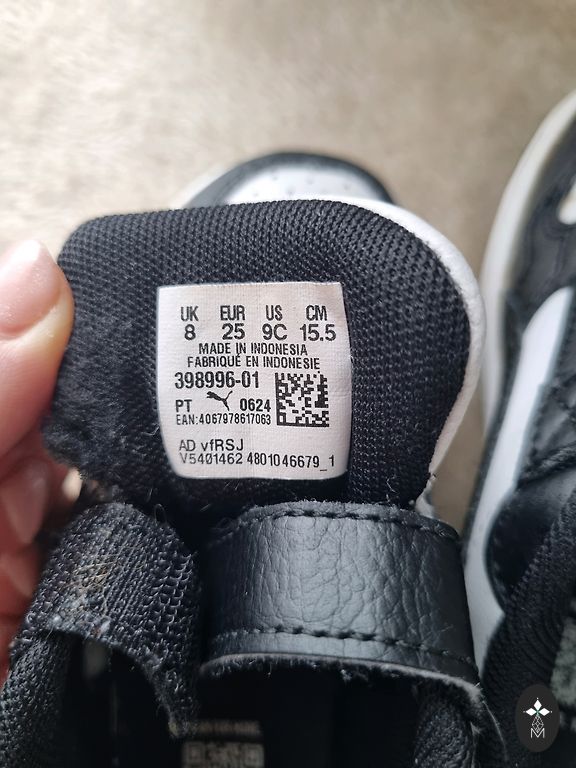 UK EUR US CM
8 25 9C 15.5
MADE IN INDONESIA
FABRIQUÉ EN INDONESIE
398996-01
PT 0624
EAN:4067978617063
AD vfRSJ
V5401462 4801046679_1
M